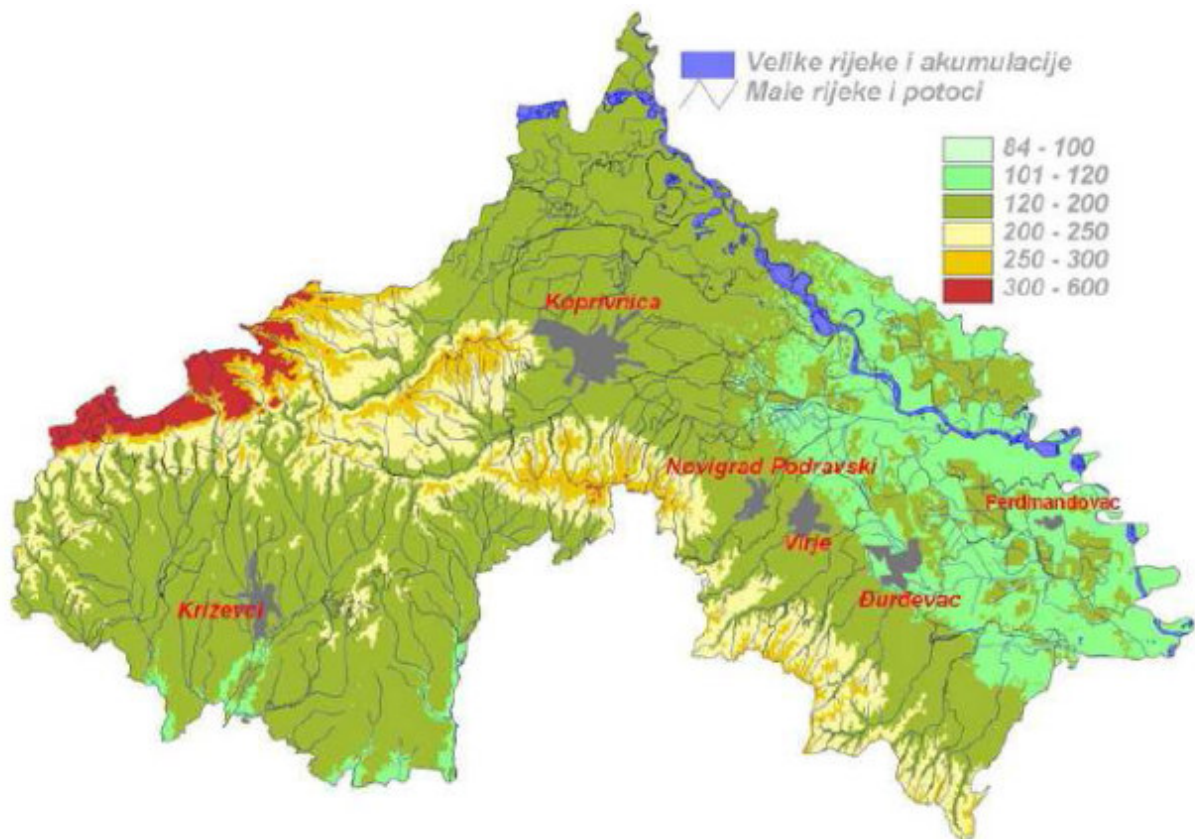 Velike rijeke i akumulacije
Male rijeke i potoci
84 - 100
101 - 120
120 - 200
200 - 250
250 - 300
300 - 600
Koprivnica
Novigrad Podravski
Ferdinandovac
Virje
Đurđevac
Križevci